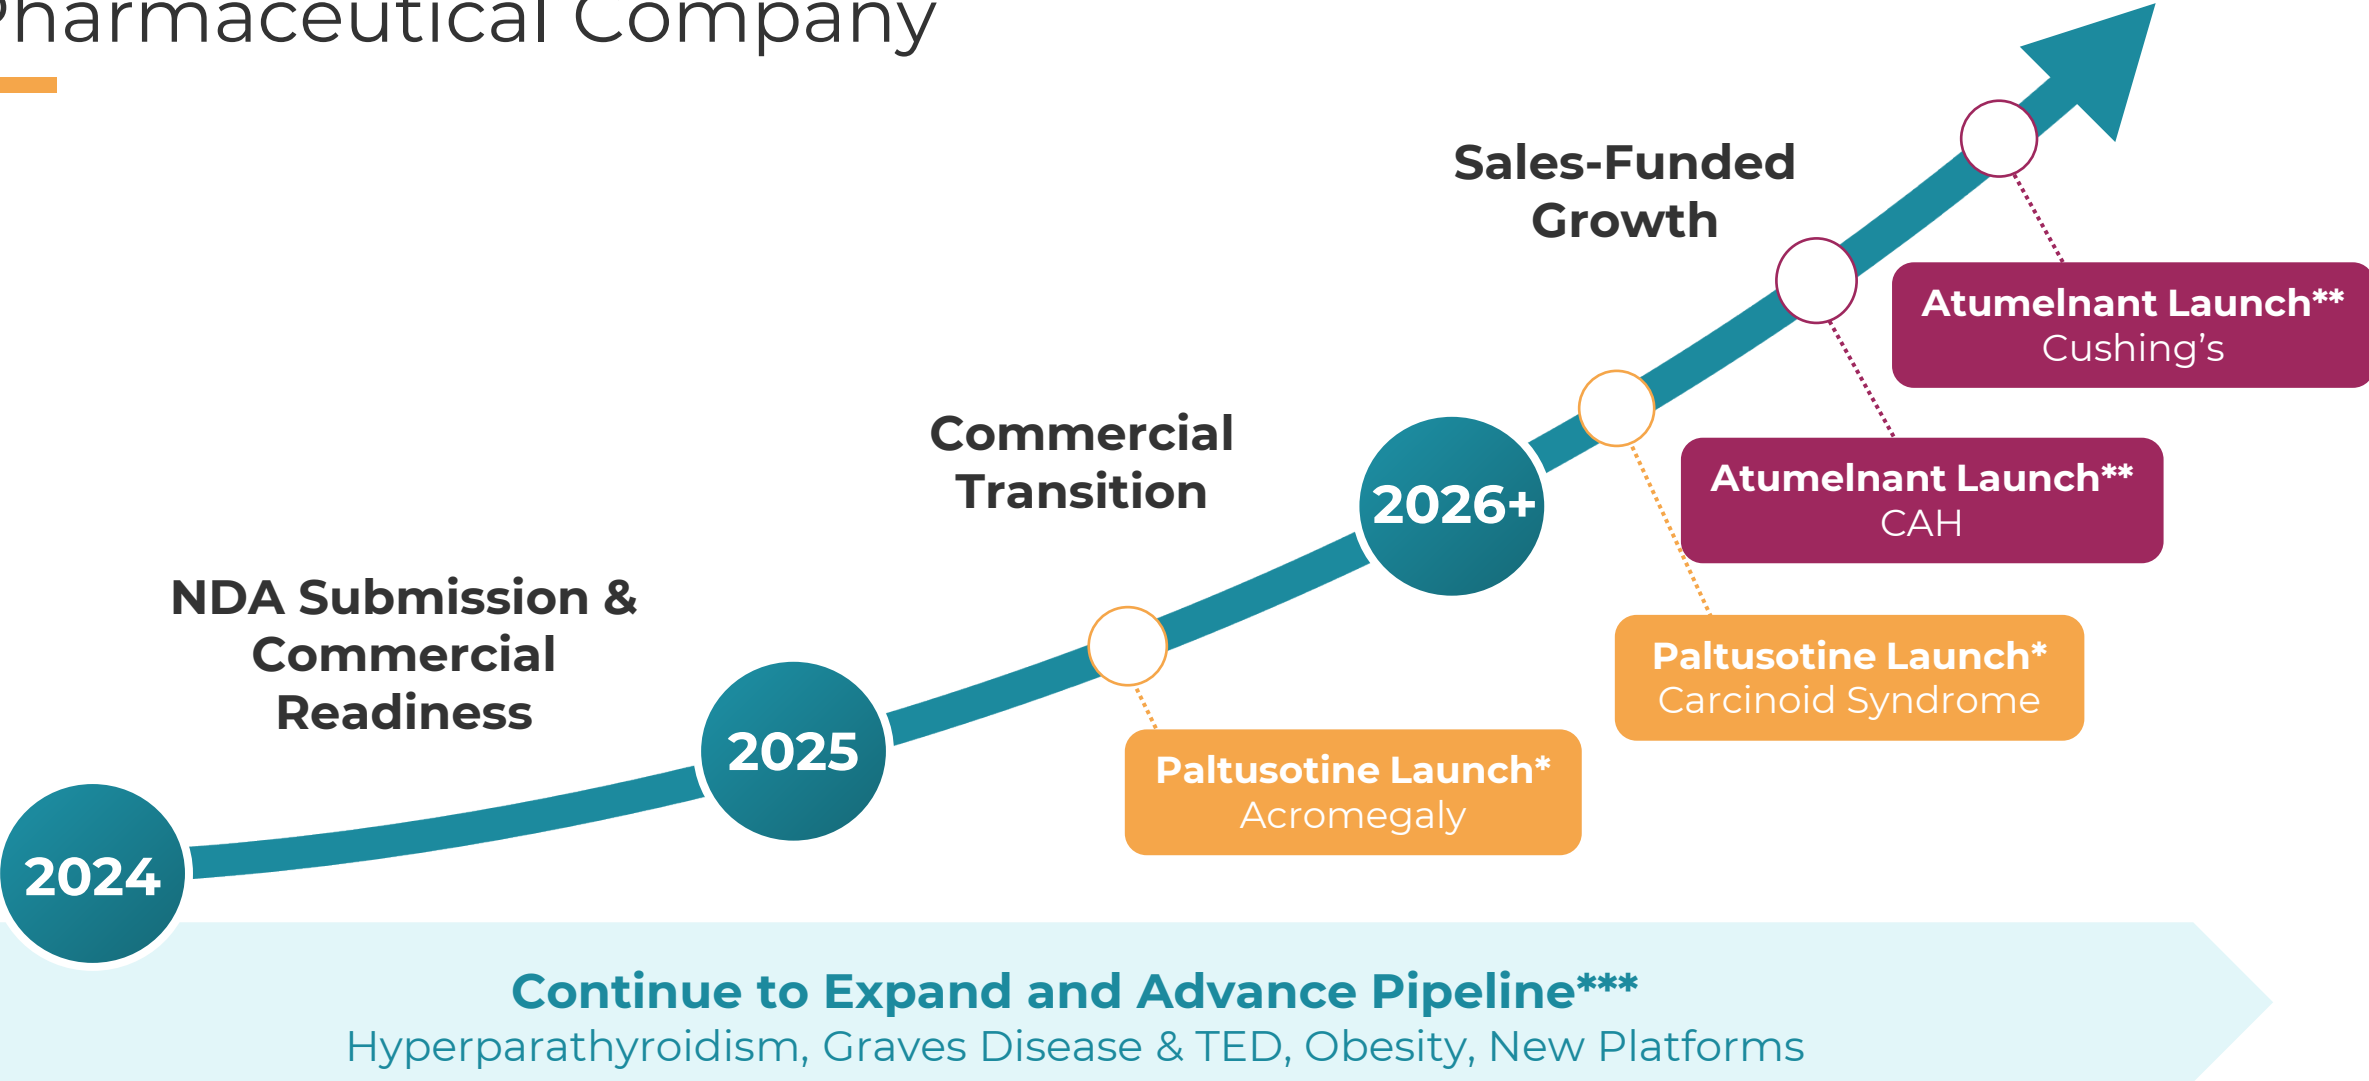 Pharmaceutical Company
Sales-Funded
Growth
Atumelnant Launch**
Cushing’s
Commercial
Transition
2026+
Atumelnant Launch**
CAH
NDA Submission &
Commercial
Readiness
Paltusotine Launch*
Carcinoid Syndrome
2025
Paltusotine Launch*
Acromegaly
2024
Continue to Expand and Advance Pipeline***
Hyperparathyroidism, Graves Disease & TED, Obesity, New Platforms